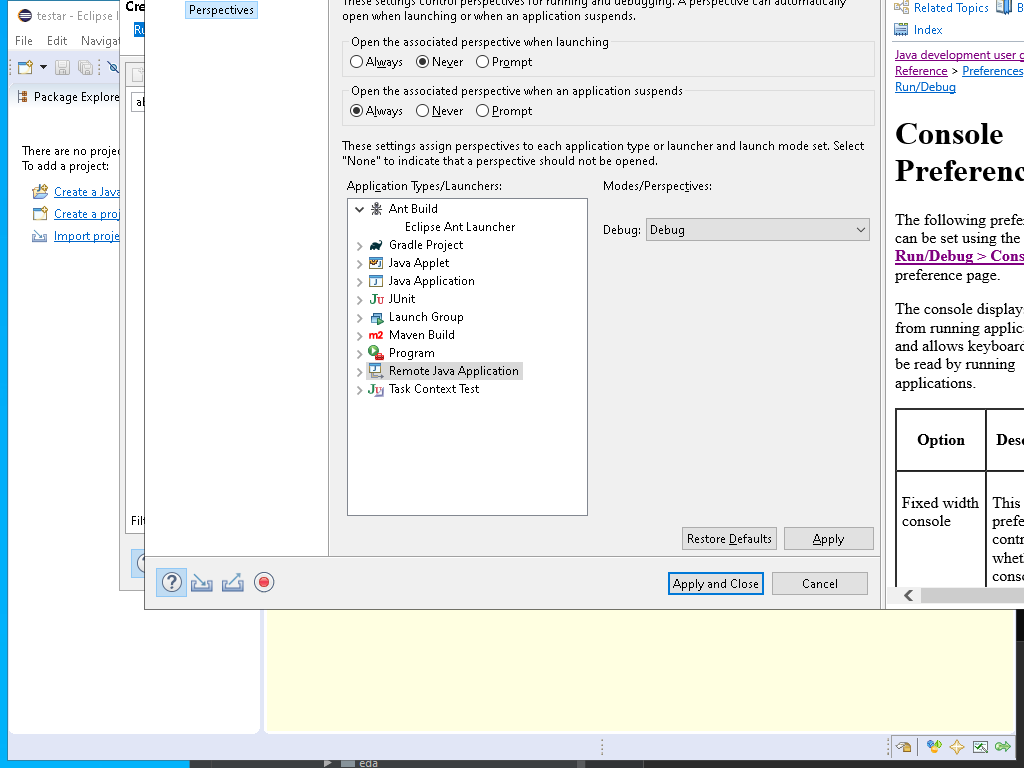 testar - Eclipse I
File Edit Navigat
Package Explore
There are no projec
To add a project:
Create a Java
Create a proj
Import proje
Cre
Ru
Filt
Perspectives
These settings control perspectives for running and debugging. A perspective can automatically
open when launching or when an application suspends.
Open the associated perspective when launching
Always Never Prompt
Open the associated perspective when an application suspends
Always Never Prompt
These settings assign perspectives to each application type or launcher and launch mode set. Select
"None" to indicate that a perspective should not be opened.
Application Types/Launchers:
Modes/Perspectives:
Ant Build
Eclipse Ant Launcher
Gradle Project
Java Applet
Java Application
JUnit
Launch Group
Maven Build
Program
Remote Java Application
Task Context Test
Debug: Debug
Restore Defaults Apply
Apply and Close Cancel
Related Topics B
Index
Java development user g
Reference > Preferences
Run/Debug
Console
Preferenc
The following prefer
can be set using the
Run/Debug > Cons
preference page.
The console displays
from running applica
and allows keyboard
be read by running
applications.
Option Desc
Fixed width
console
This
prefe
contr
whet
conso
eda